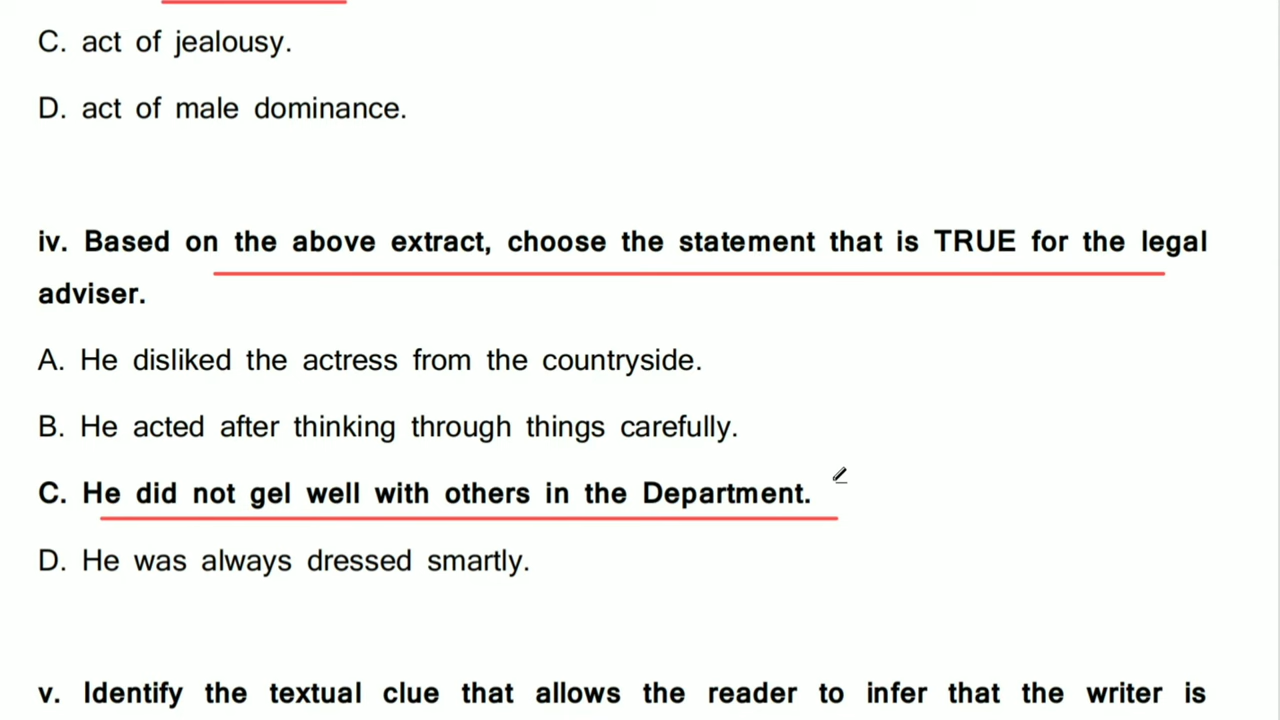 C. act of jealousy.
D. act of male dominance.
iv. Based on the above extract, choose the statement that is TRUE for the legal
adviser.
A. He disliked the actress from the countryside.
B. He acted after thinking through things carefully.
C. He did not gel well with others in the Department.
D. He was always dressed smartly.
v. Identify the textual clue that allows the reader to infer that the writer is